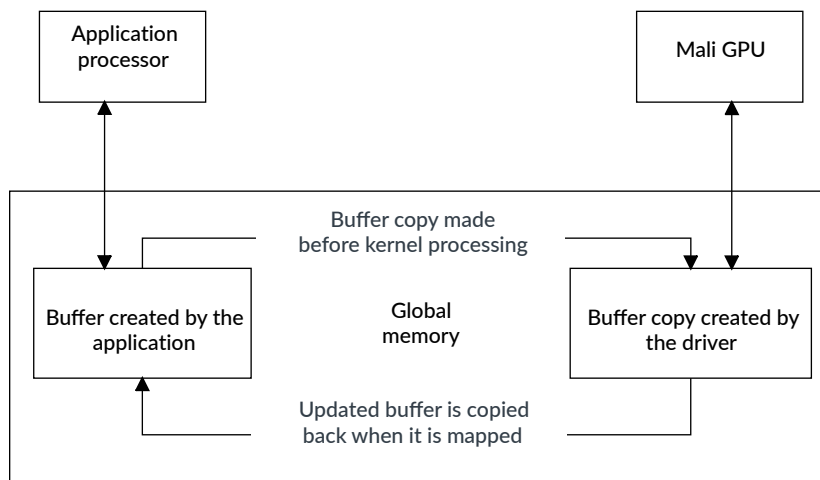 Application
processor
Mali GPU
Buffer copy made
before kernel processing
Buffer created by the
application
Global
memory
Buffer copy created by
the driver
Updated buffer is copied
back when it is mapped